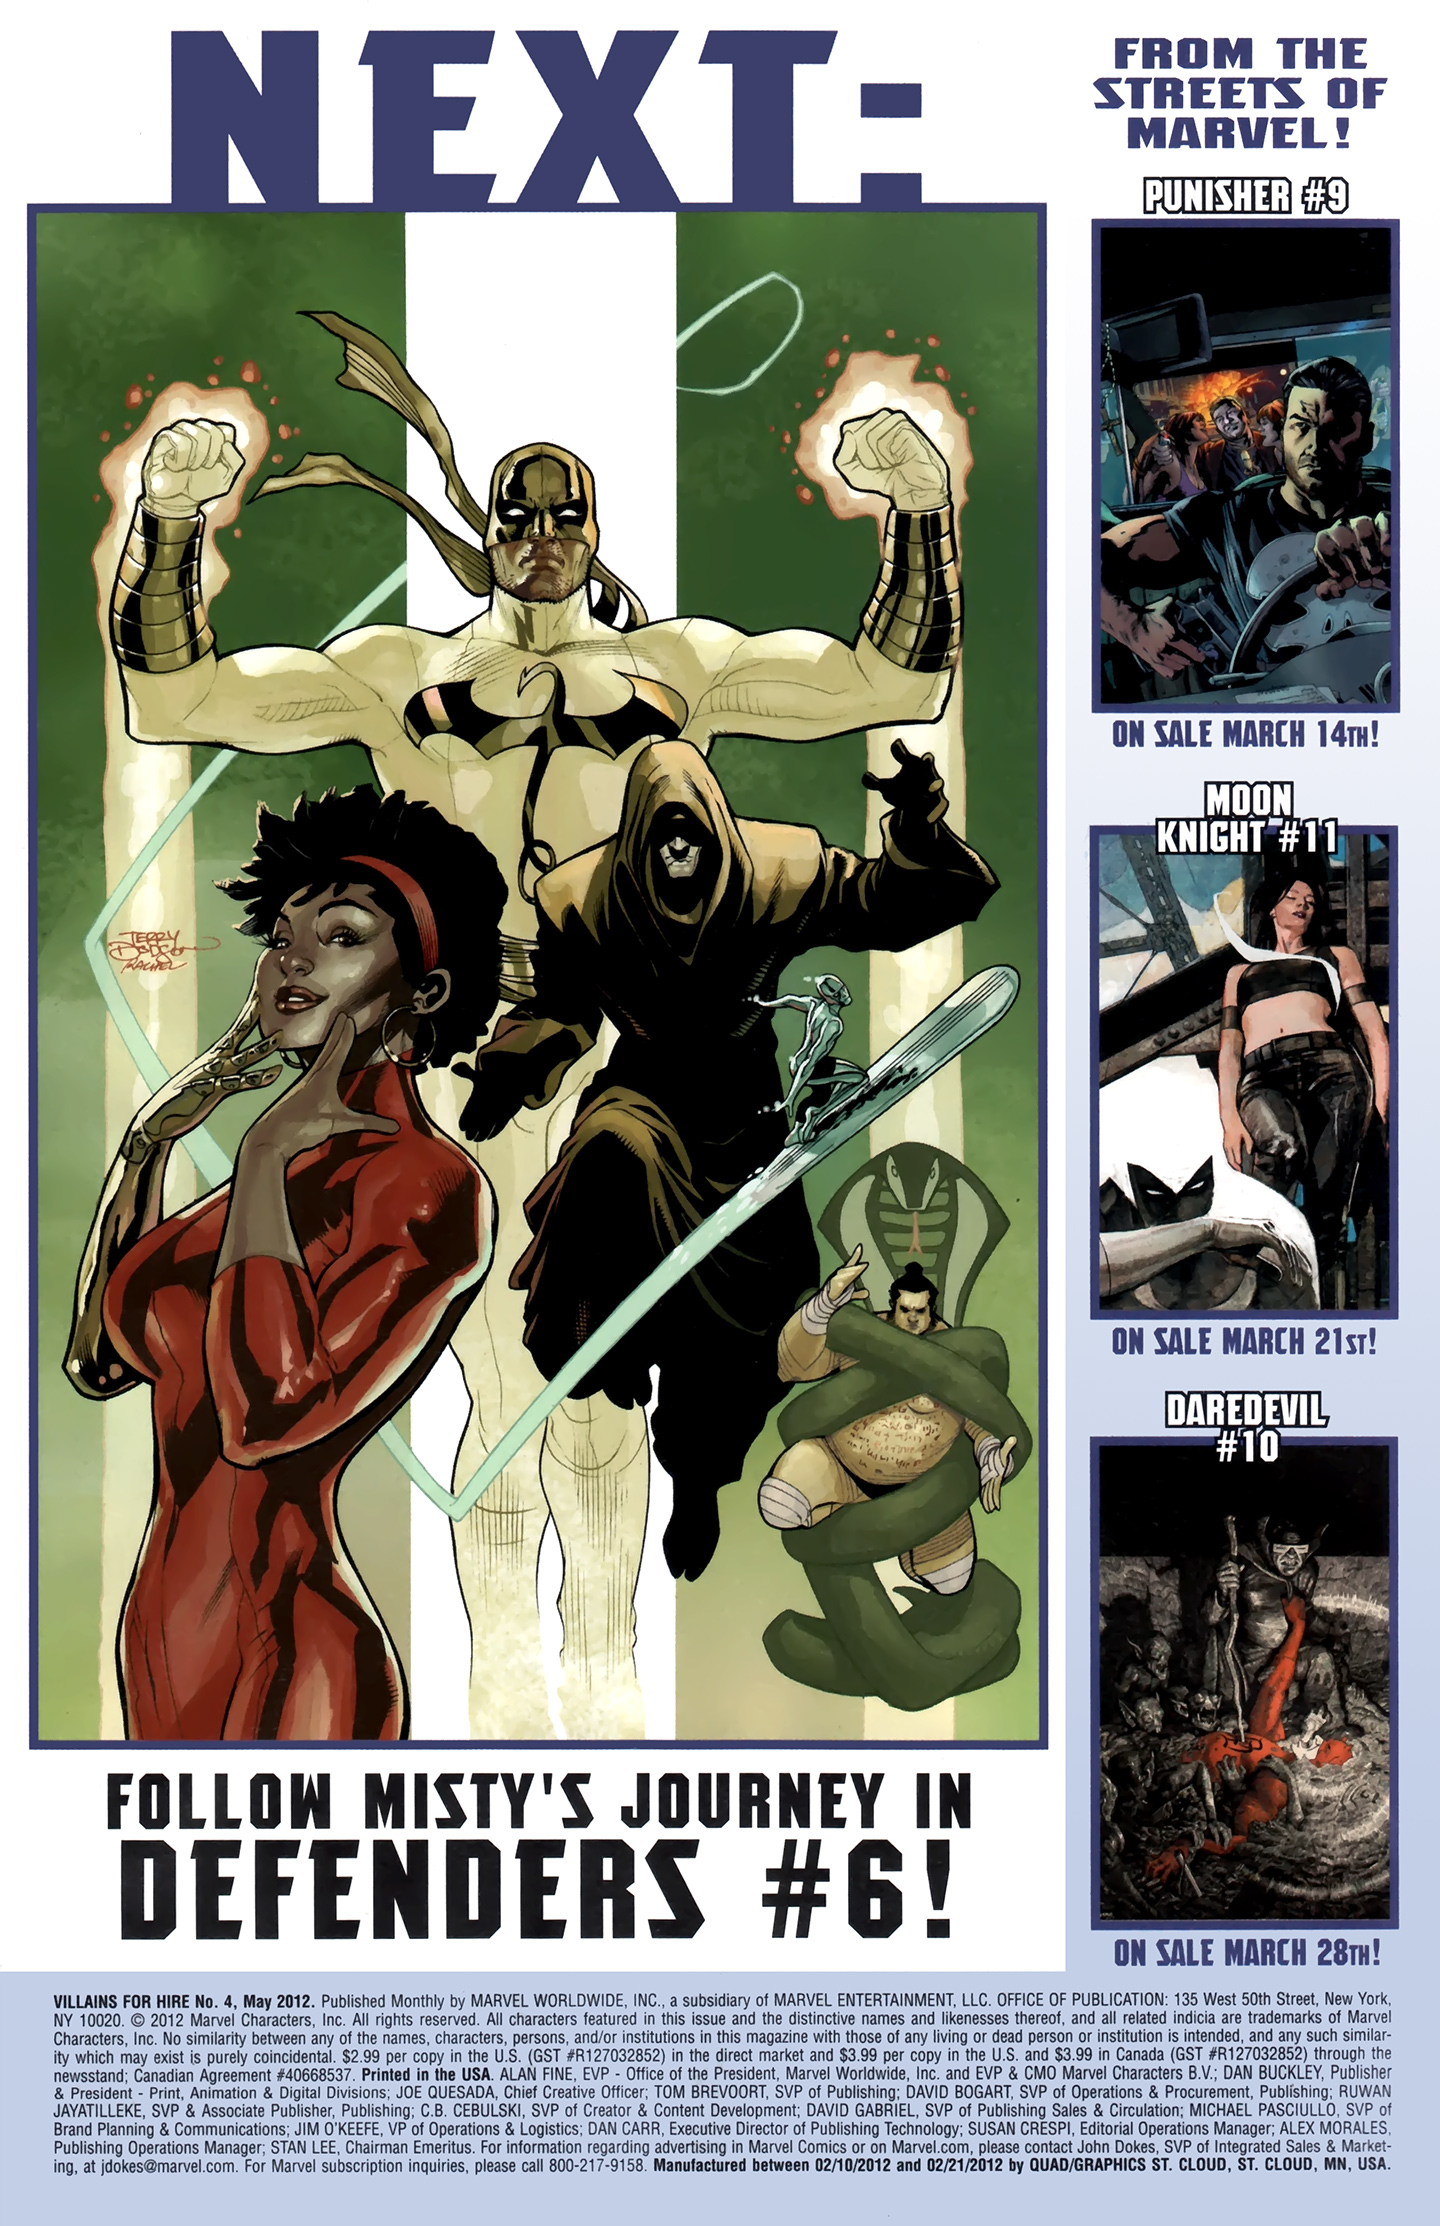 NEXT:
TERRY
DODSON
RACHEL
FOLLOW MISTY'S JOURNEY IN
DEFENDERS #6!
FROM THE
STREETS OF
MARVEL!
PUNISHER #9
ON SALE MARCH 14TH!
MOON
KNIGHT #11
ON SALE MARCH 21ST!
DAREDEVIL
#10
ON SALE MARCH 28TH!
VILLAINS FOR HIRE No. 4, May 2012. Published Monthly by MARVEL WORLDWIDE, INC., a subsidiary of MARVEL ENTERTAINMENT, LLC. OFFICE OF PUBLICATION: 135 West 50th Street, New York,
NY 10020. © 2012 Marvel Characters, Inc. All rights reserved. All characters featured in this issue and the distinctive names and likenesses thereof, and all related indicia are trademarks of Marvel
Characters, Inc. No similarity between any of the names, characters, persons, and/or institutions in this magazine with those of any living or dead person or institution is intended, and any such similar-
ity which may exist is purely coincidental. $2.99 per copy in the U.S. (GST #R127032852) in the direct market and $3.99 per copy in the U.S. and $3.99 in Canada (GST #R127032852) through the
newsstand; Canadian Agreement #40668537. Printed in the USA. ALAN FINE, EVP - Office of the President, Marvel Worldwide, Inc. and EVP & CMO Marvel Characters B.V.; DAN BUCKLEY, Publisher
& President - Print, Animation & Digital Divisions; JOE QUESADA, Chief Creative Officer; TOM BREVOORT, SVP of Publishing; DAVID BOGART, SVP of Operations & Procurement, Publishing; RUWAN
JAYATILLEKE, SVP & Associate Publisher, Publishing; C.B. CEBULSKI, SVP of Creator & Content Development; DAVID GABRIEL, SVP of Publishing Sales & Circulation; MICHAEL PASCIULLO, SVP of
Brand Planning & Communications; JIM O'KEEFE, VP of Operations & Logistics; DAN CARR, Executive Director of Publishing Technology; SUSAN CRESPI, Editorial Operations Manager; ALEX MORALES,
Publishing Operations Manager; STAN LEE, Chairman Emeritus. For information regarding advertising in Marvel Comics or on Marvel.com, please contact John Dokes, SVP of Integrated Sales & Market-
ing, at jdokes@marvel.com. For Marvel subscription inquiries, please call 800-217-9158. Manufactured between 02/10/2012 and 02/21/2012 by QUAD/GRAPHICS ST. CLOUD, ST. CLOUD, MN, USA.